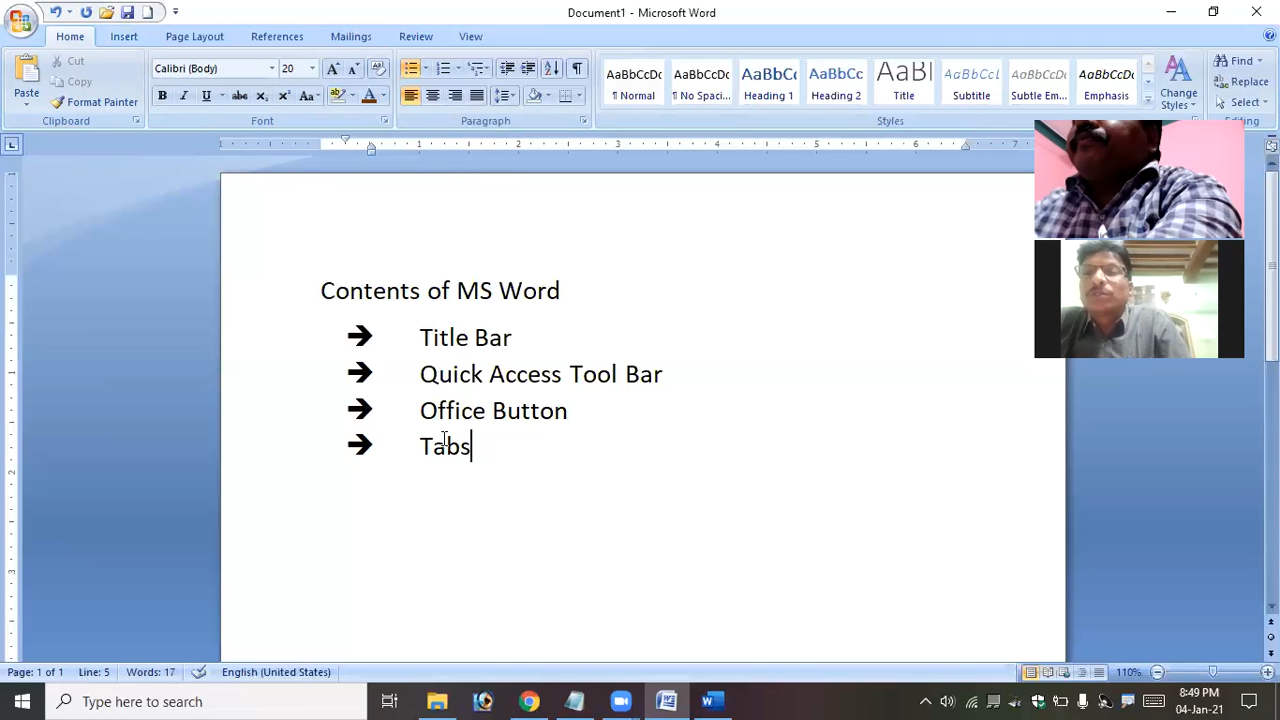 Document1 - Microsoft Word
Home Insert Page Layout References Mailings Review View
Paste
Cut
Copy
Format Painter
Clipboard
Calibri (Body) 20
Font
Paragraph
AaBbCcDc AaBbCcDc AaBbCc AaBbCc AaBl AaBbCcL AaBbCcDc AaBbCcDc
¶ Normal ¶ No Spaci... Heading 1 Heading 2 Title Subtitle Subtle Em... Emphasis
Change Styles
Styles
Find
Replace
Select
Editing
Contents of MS Word
➔ Title Bar
➔ Quick Access Tool Bar
➔ Office Button
➔ Tabs
Page: 1 of 1 Line: 5 Words: 17 English (United States) 110%
Type here to search
8:49 PM
04-Jan-21